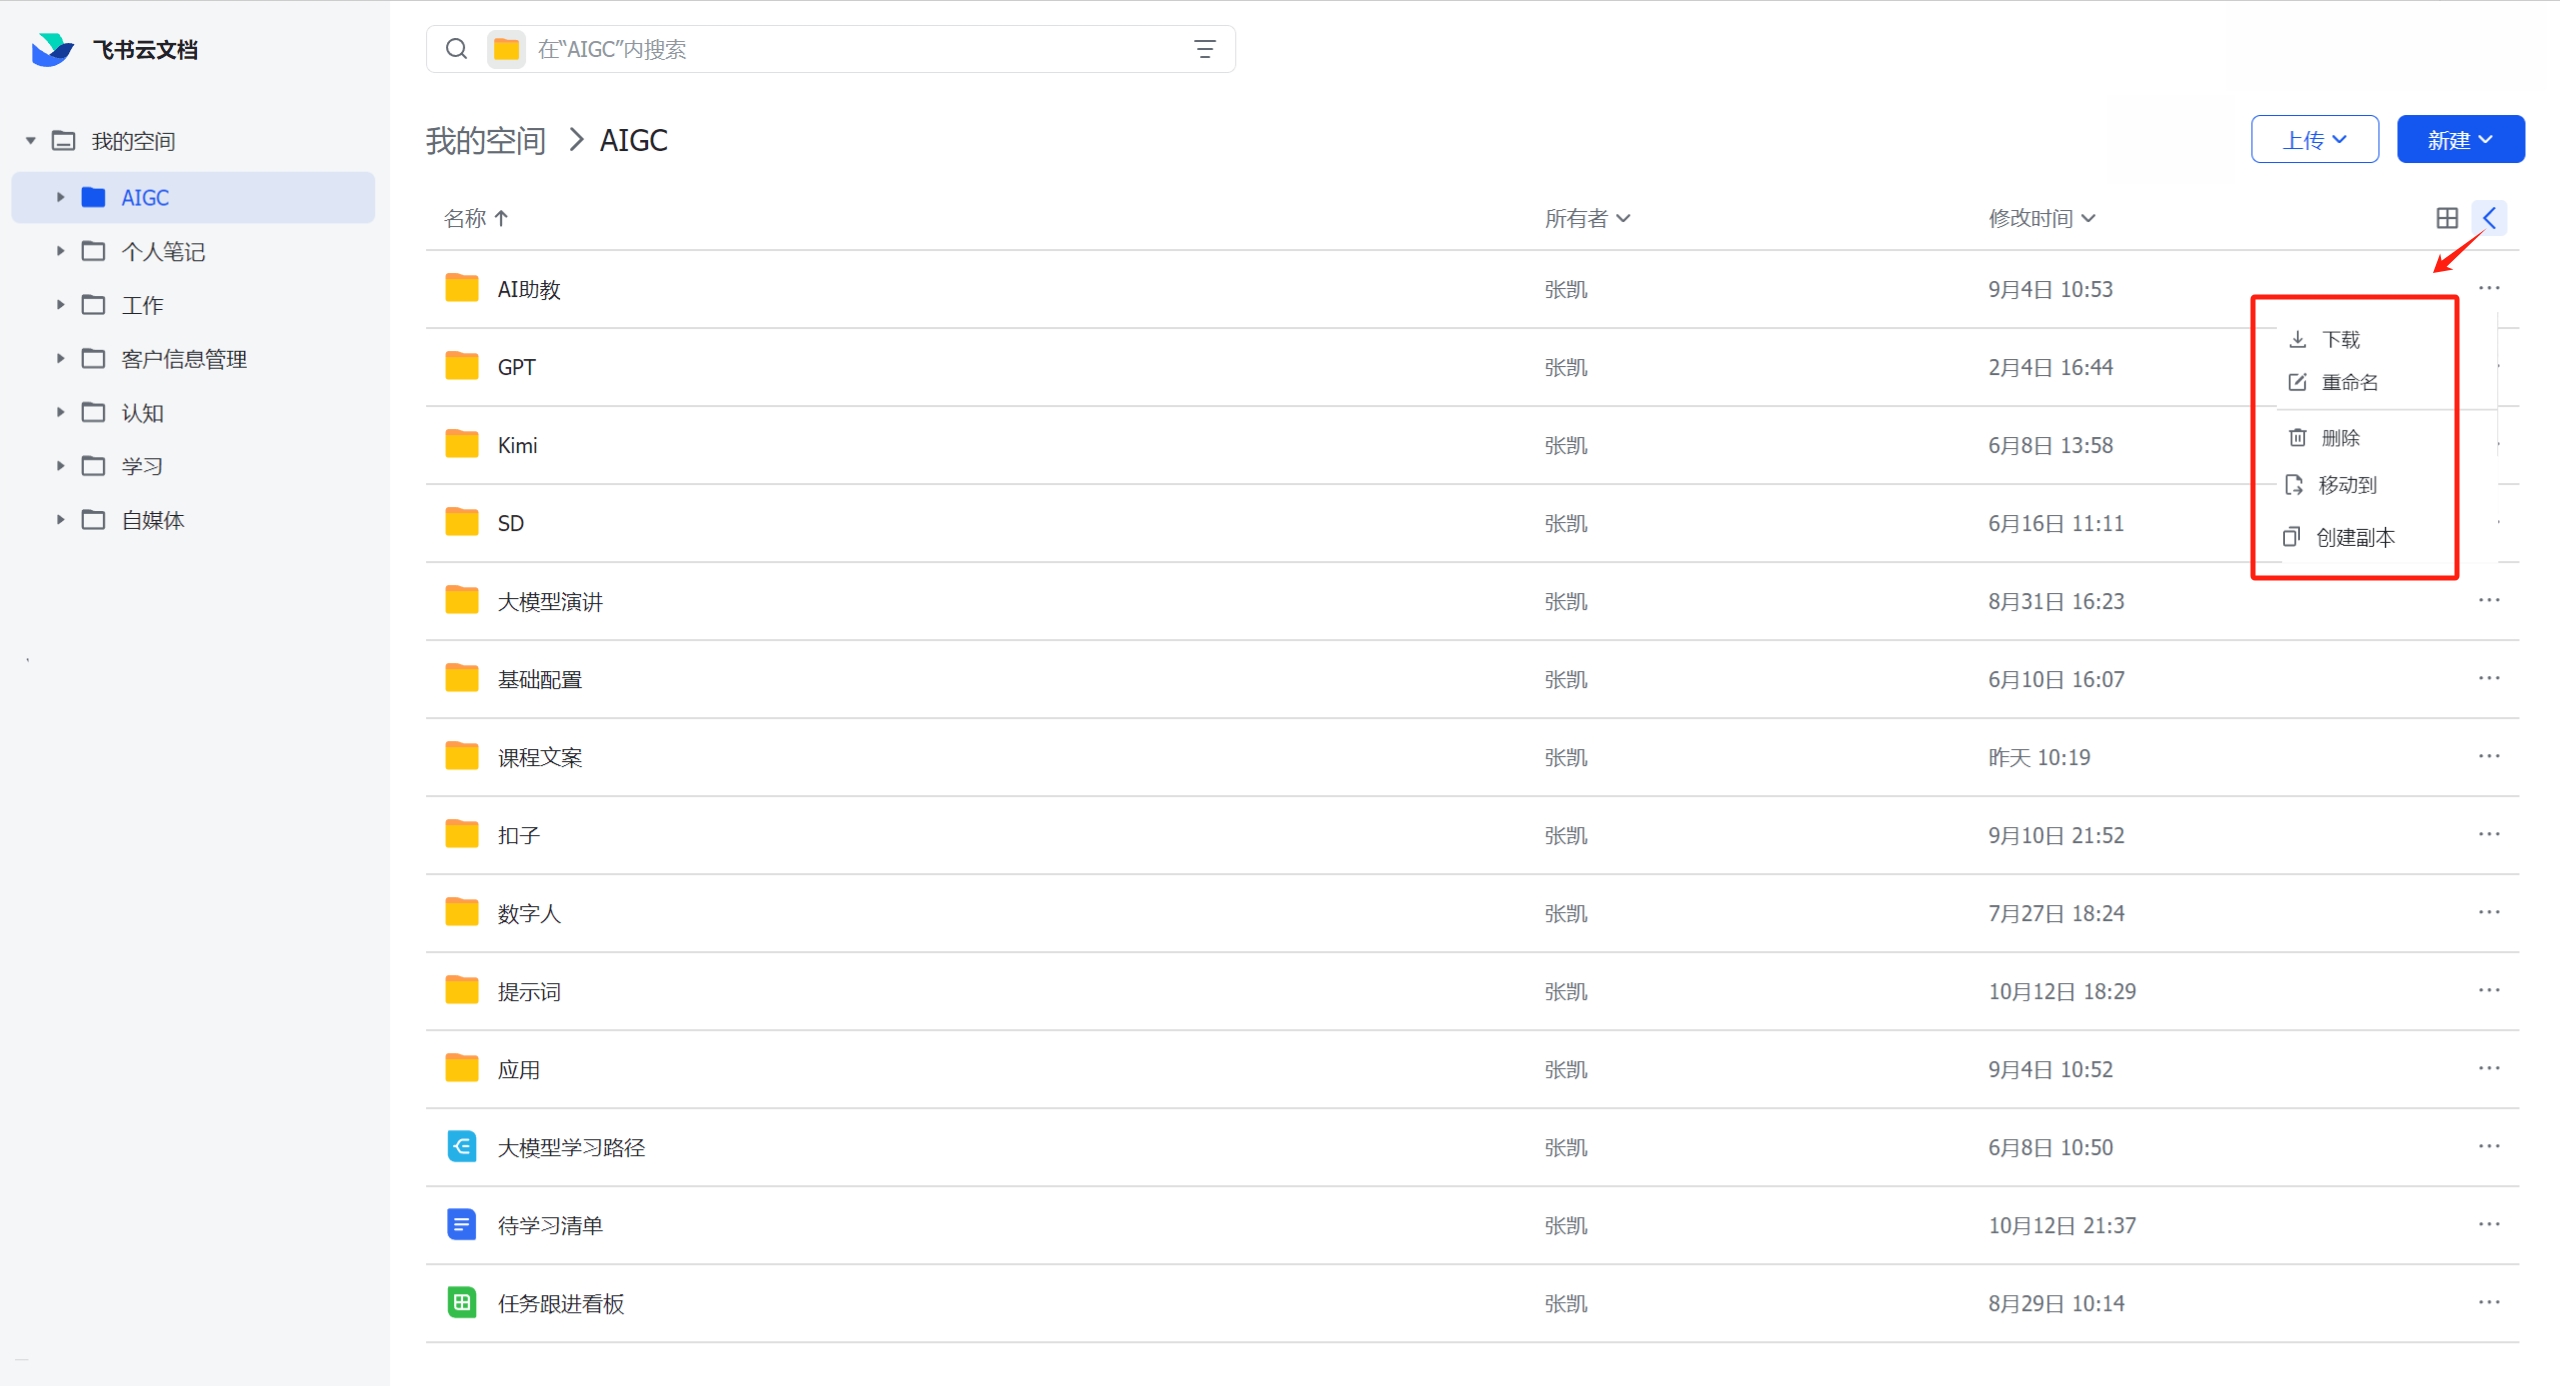 飞书云文档
在“AIGC”内搜索
我的空间
AIGC
个人笔记
工作
客户信息管理
认知
学习
自媒体
我的空间 > AIGC
上传
新建
名称 所有者 修改时间
AI助教 张凯 9月4日 10:53
GPT 张凯 2月4日 16:44
Kimi 张凯 6月8日 13:58
SD 张凯 6月16日 11:11
大模型演讲 张凯 8月31日 16:23
基础配置 张凯 6月10日 16:07
课程文案 张凯 昨天 10:19
扣子 张凯 9月10日 21:52
数字人 张凯 7月27日 18:24
提示词 张凯 10月12日 18:29
应用 张凯 9月4日 10:52
大模型学习路径 张凯 6月8日 10:50
待学习清单 张凯 10月12日 21:37
任务跟进看板 张凯 8月29日 10:14
下载
重命名
删除
移动到
创建副本